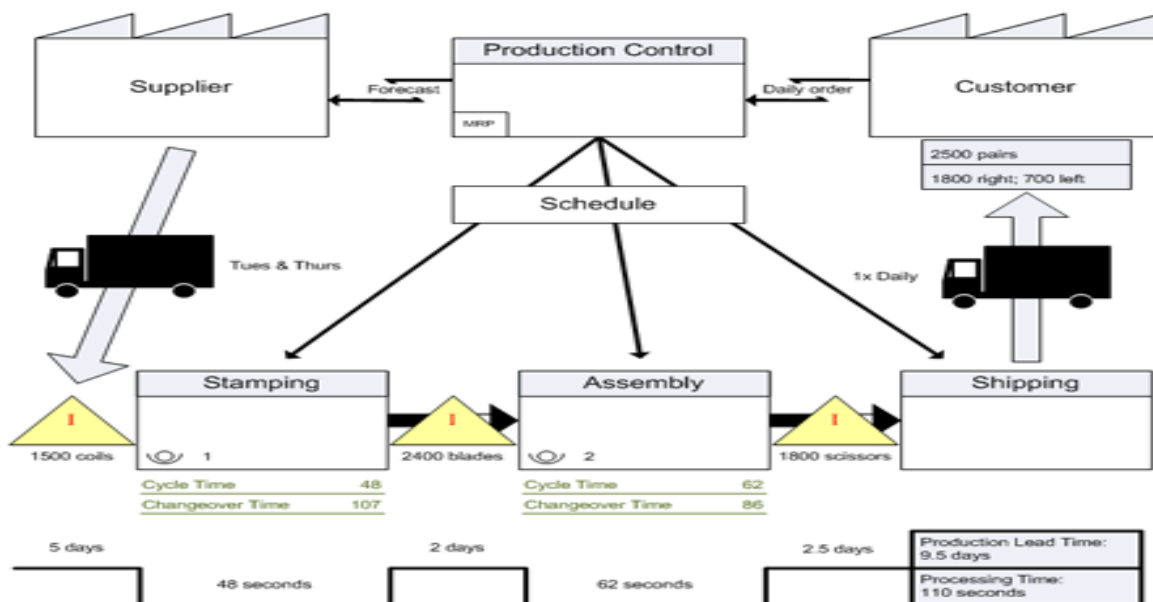 Supplier
Forecast
Production Control
MRP
Daily order
Customer
2500 pairs
1800 right; 700 left
Schedule
Tues & Thurs
1x Daily
Stamping
Assembly
Shipping
I
I
I
1
2
1500 coils
2400 blades
1800 scissors
Cycle Time 48
Changeover Time 107
Cycle Time 62
Changeover Time 86
5 days
48 seconds
2 days
62 seconds
2.5 days
Production Lead Time:
9.5 days
Processing Time:
110 seconds